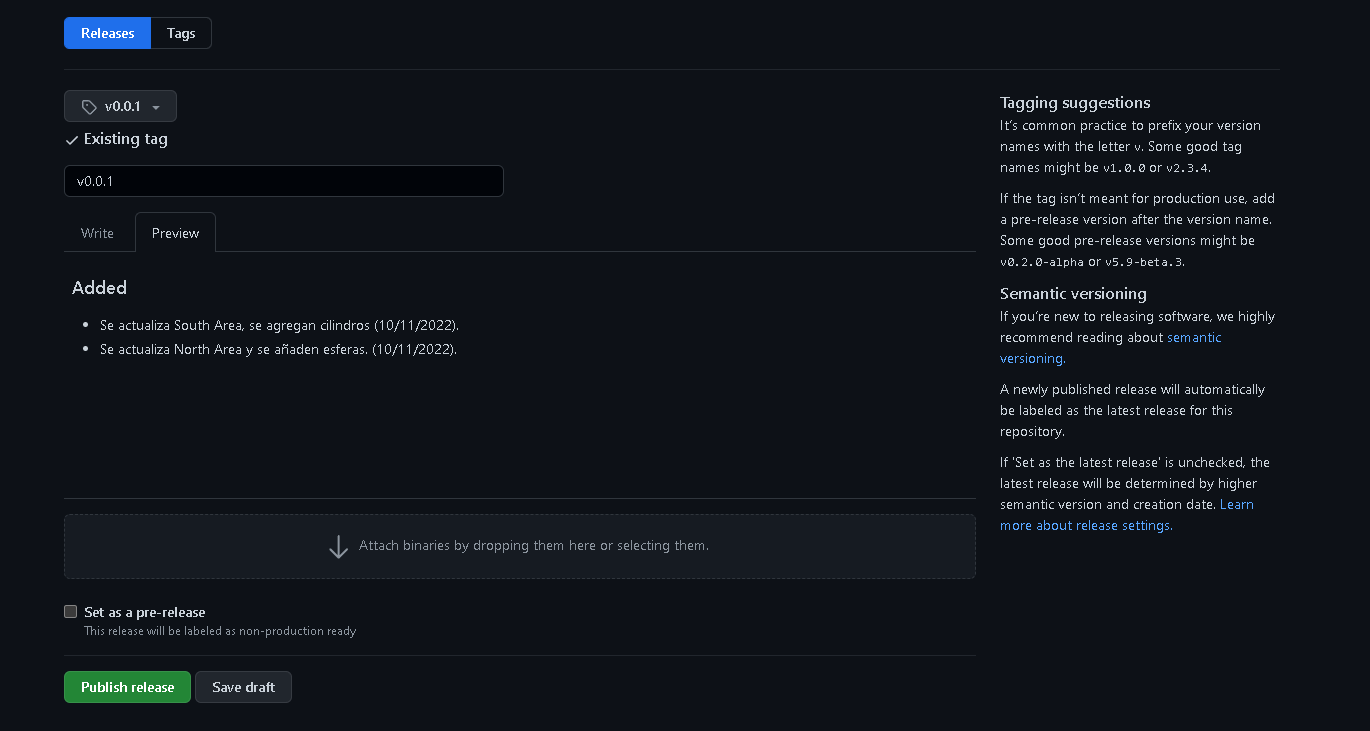 Releases Tags
v0.0.1
Existing tag
v0.0.1
Write Preview
Added
Se actualiza South Area, se agregan cilindros (10/11/2022).
Se actualiza North Area y se añaden esferas. (10/11/2022).
Attach binaries by dropping them here or selecting them.
Set as a pre-release
This release will be labeled as non-production ready
Publish release Save draft
Tagging suggestions
It's common practice to prefix your version
names with the letter v. Some good tag
names might be v1.0.0 or v2.3.4.
If the tag isn't meant for production use, add
a pre-release version after the version name.
Some good pre-release versions might be
v0.2.0-alpha or v5.9-beta.3.
Semantic versioning
If you're new to releasing software, we highly
recommend reading about semantic
versioning.
A newly published release will automatically
be labeled as the latest release for this
repository.
If 'Set as the latest release' is unchecked, the
latest release will be determined by higher
semantic version and creation date. Learn
more about release settings.